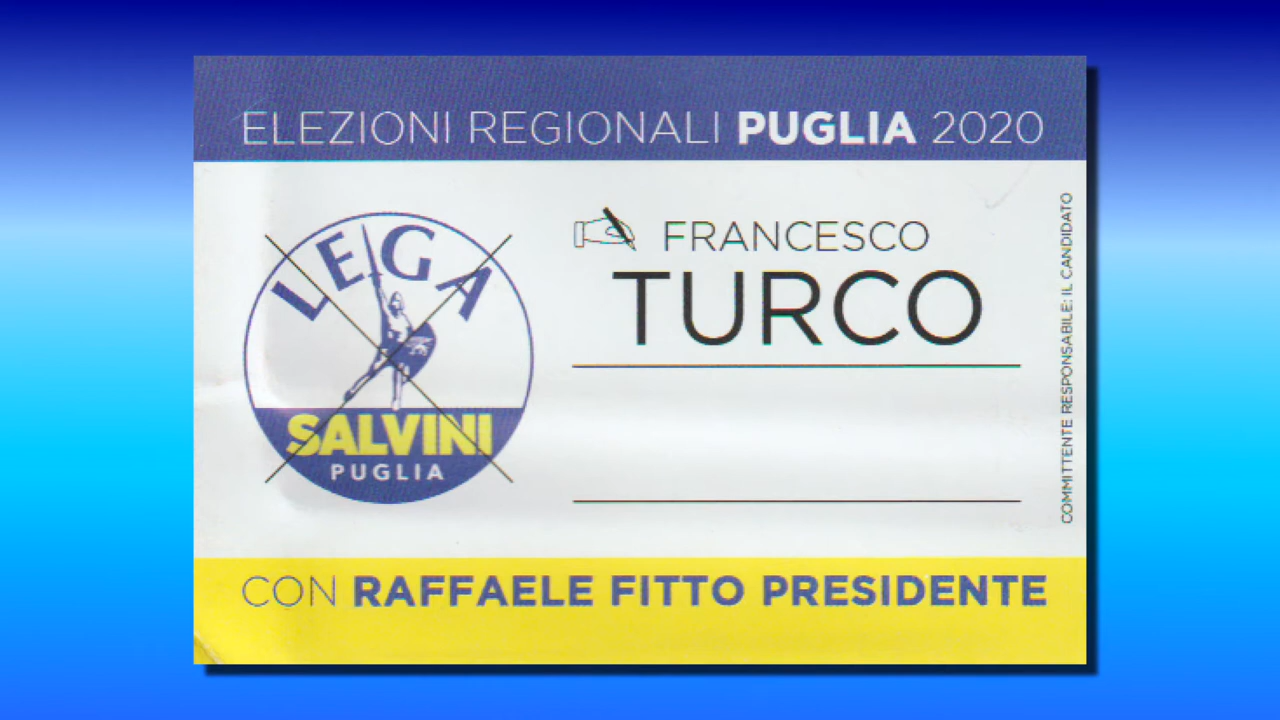 ELEZIONI REGIONALI PUGLIA 2020
LEGA
SALVINI
PUGLIA
FRANCESCO
TURCO
COMMITTENTE RESPONSABILE: IL CANDIDATO
CON RAFFAELE FITTO PRESIDENTE